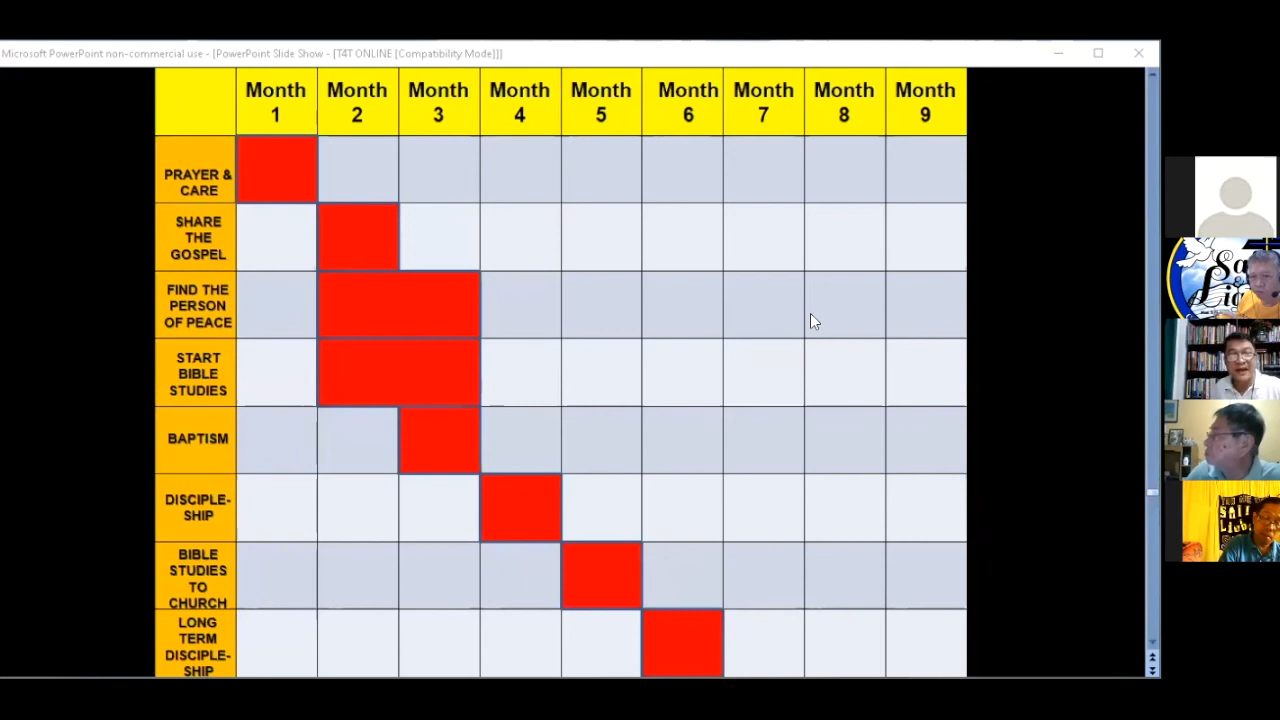 Microsoft PowerPoint non-commercial use - [PowerPoint Slide Show - [T4T ONLINE [Compatibility Mode]]]
Month 1
Month 2
Month 3
Month 4
Month 5
Month 6
Month 7
Month 8
Month 9
PRAYER &
CARE
SHARE
THE
GOSPEL
FIND THE
PERSON
OF PEACE
START
BIBLE
STUDIES
BAPTISM
DISCIPLE-
SHIP
BIBLE
STUDIES
TO
CHURCH
LONG
TERM
DISCIPLE-
SHIP